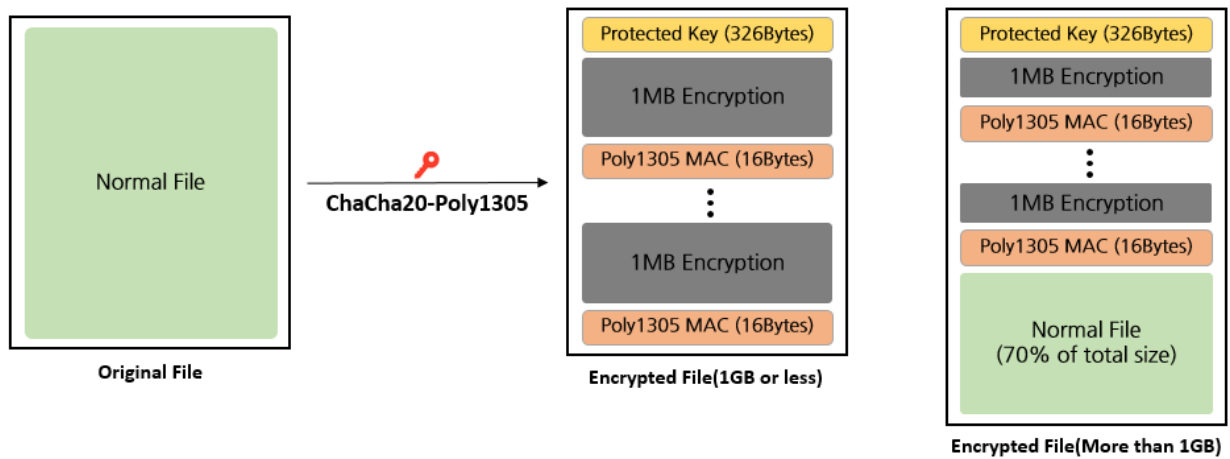 Normal File
Original File
ChaCha20-Poly1305
Protected Key (326Bytes)
1MB Encryption
Poly1305 MAC (16Bytes)
1MB Encryption
Poly1305 MAC (16Bytes)
Encrypted File(1GB or less)
Protected Key (326Bytes)
1MB Encryption
Poly1305 MAC (16Bytes)
1MB Encryption
Poly1305 MAC (16Bytes)
Normal File
(70% of total size)
Encrypted File(More than 1GB)